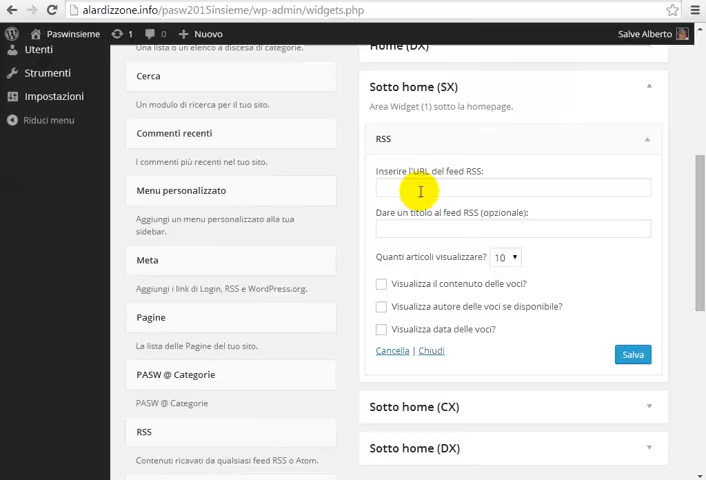 alardizzone.info/pasw2015insieme/wp-admin/widgets.php
Paswinsieme 1 0 Nuovo Salve Alberto
Utenti
Strumenti
Impostazioni
Riduci menu
Una lista o un elenco a discesa di categorie.
Cerca
Un modulo di ricerca per il tuo sito.
Commenti recenti
I commenti più recenti nel tuo sito.
Menu personalizzato
Aggiungi un menu personalizzato alla tua
sidebar.
Meta
Aggiungi i link di Login, RSS e WordPress.org.
Pagine
La lista delle Pagine del tuo sito.
PASW @ Categorie
PASW @ Categorie
RSS
Contenuti ricavati da qualsiasi feed RSS o Atom.
Home (DX)
Sotto home (SX)
Area Widget (1) sotto la homepage.
RSS
Inserire l'URL del feed RSS:
Dare un titolo al feed RSS (opzionale):
Quanti articoli visualizzare? 10
Visualizza il contenuto delle voci?
Visualizza autore delle voci se disponibile?
Visualizza data delle voci?
Cancella | Chiudi Salva
Sotto home (CX)
Sotto home (DX)